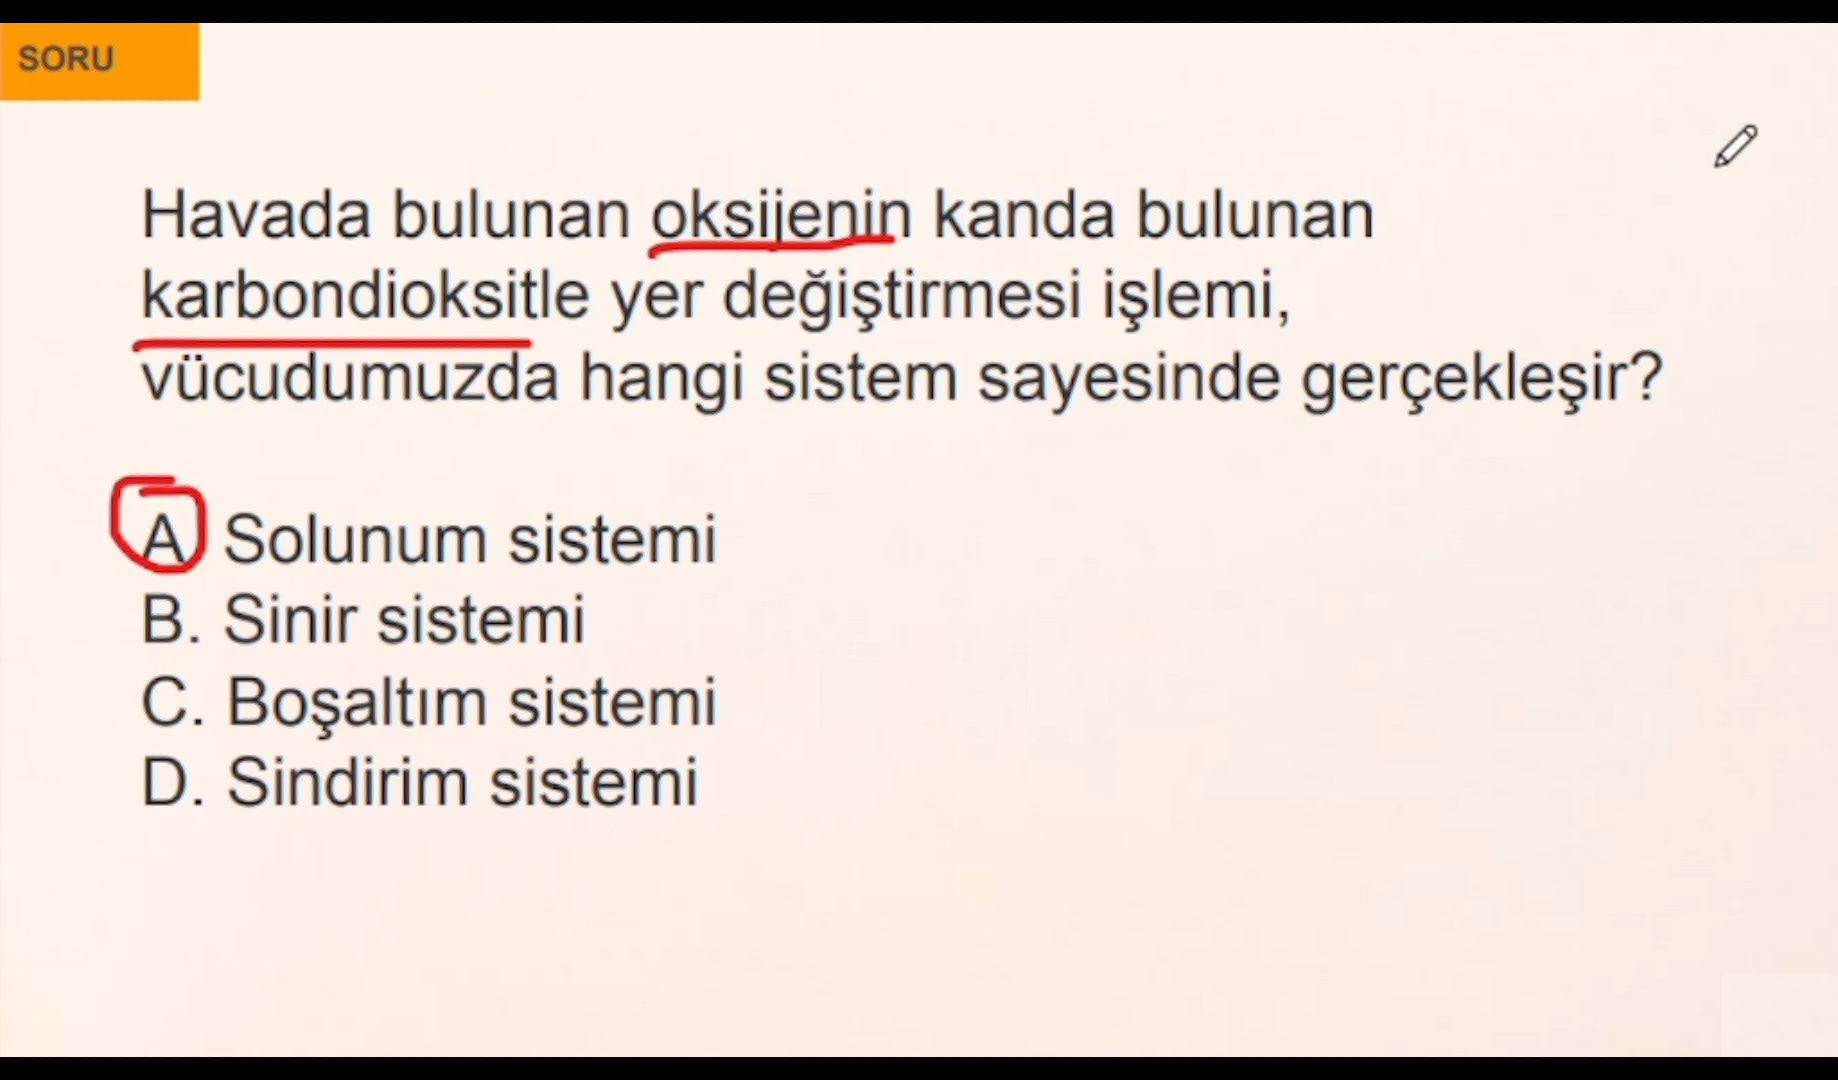 SORU
Havada bulunan oksijenin kanda bulunan
karbondioksitle yer değiştirmesi işlemi,
vücudumuzda hangi sistem sayesinde gerçekleşir?
A Solunum sistemi
B. Sinir sistemi
C. Boşaltım sistemi
D. Sindirim sistemi